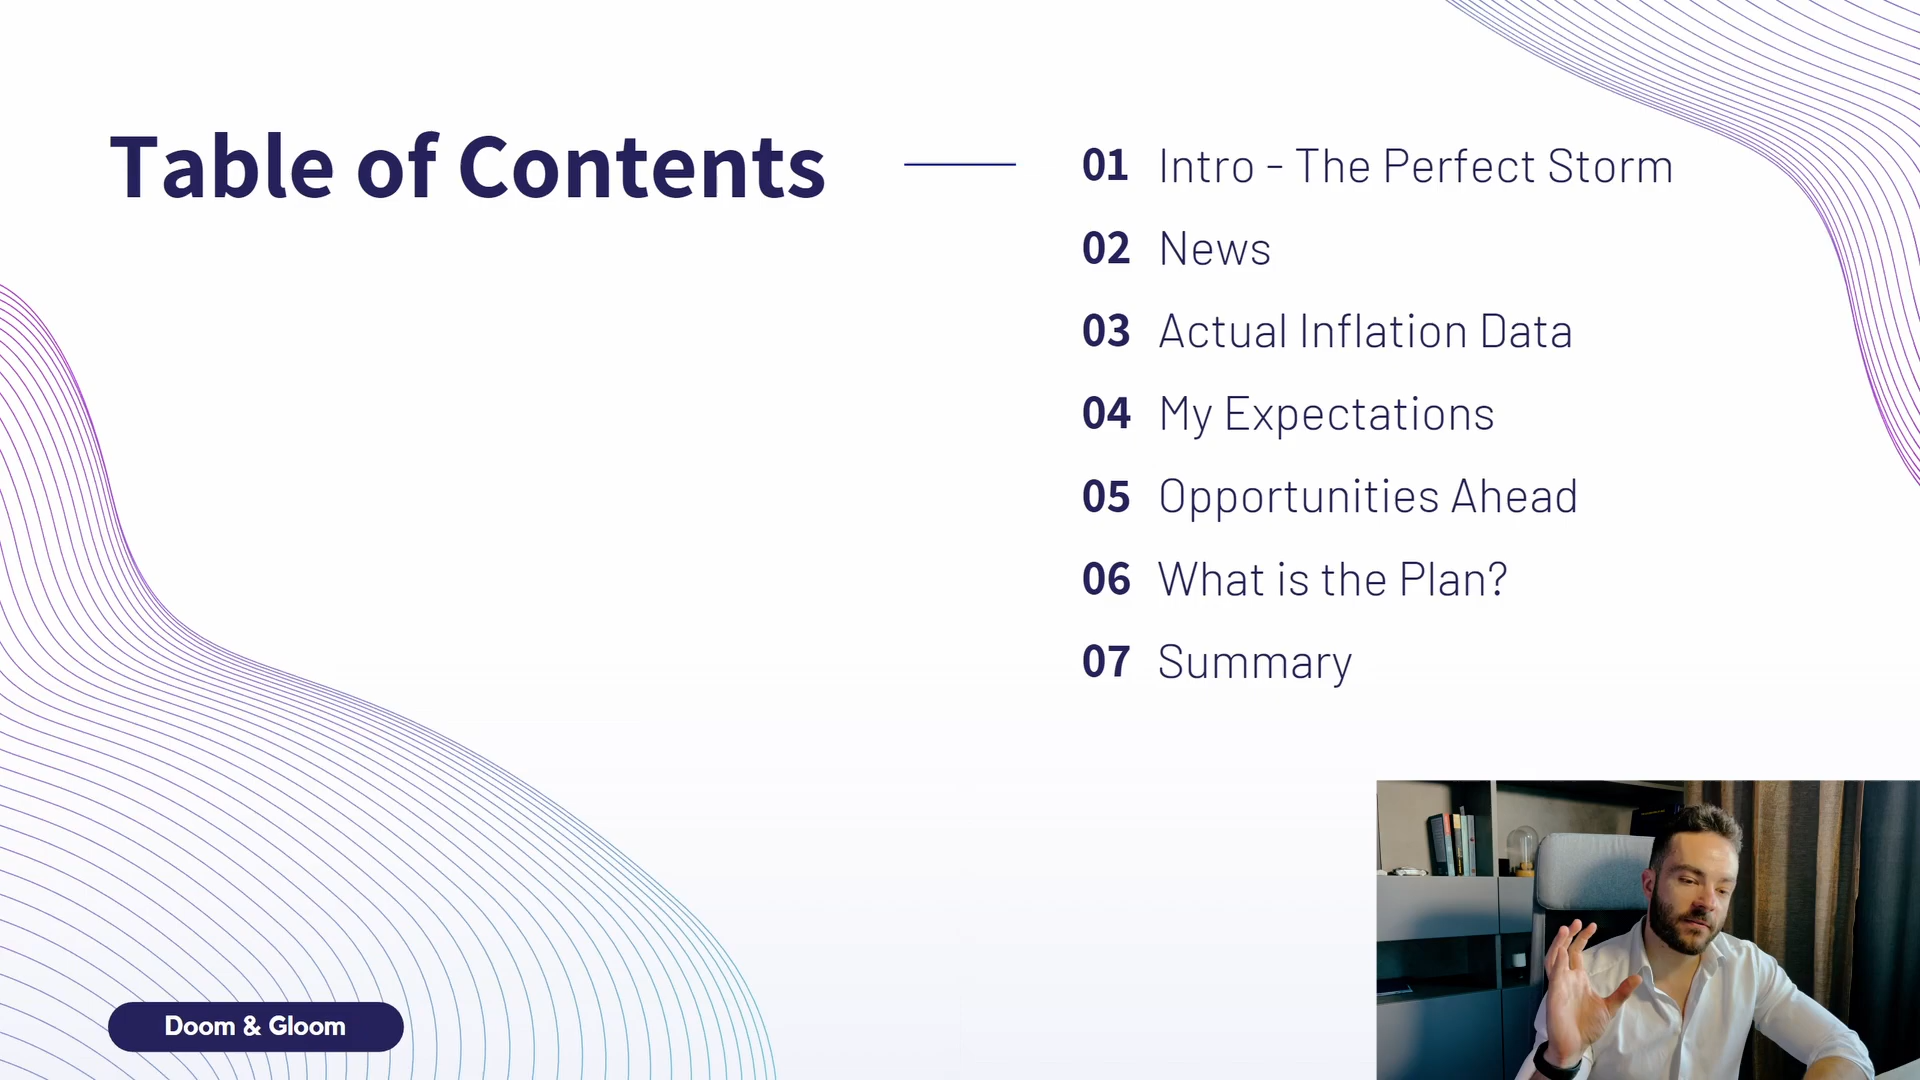 Table of Contents
01 Intro - The Perfect Storm
02 News
03 Actual Inflation Data
04 My Expectations
05 Opportunities Ahead
06 What is the Plan?
07 Summary
Doom & Gloom